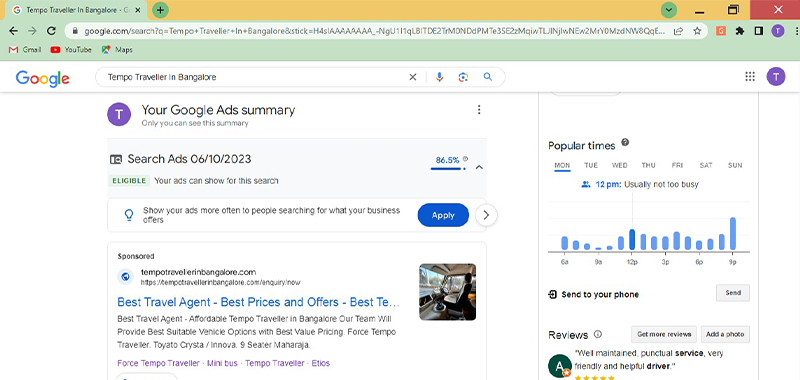 Tempo Traveller In Bangalore - G
google.com/search?q=Tempo+Traveller+In+Bangalore&stick=
Gmail
YouTube
Maps
T
Google
Tempo Traveller In Bangalore
T
T
Your Google Ads summary
Only you can see this summary
Search Ads 06/10/2023
86.5%
ELIGIBLE
Your ads can show for this search
Show your ads more often to people searching for what your business
offers
Apply
Sponsored
tempotravellerinbangalore.com
https://tempotravellerinbangalore.com/enquiry/now
Best Travel Agent - Best Prices and Offers - Best Te...
Best Travel Agent - Affordable Tempo Traveller in Bangalore Our Team Will
Provide Best Suitable Vehicle Options with Best Value Pricing. Force Tempo
Traveller. Toyato Crysta / Innova. 9 Seater Maharaja.
Force Tempo Traveller · Mini bus · Tempo Traveller · Etios
Popular times
MON TUE WED THU FRI SAT SUN
12 pm: Usually not too busy
6a 9a 12p 3p 6p 9p
Send to your phone
Send
Reviews
Get more reviews
Add a photo
A
"Well maintained, punctual service, very
friendly and helpful driver."